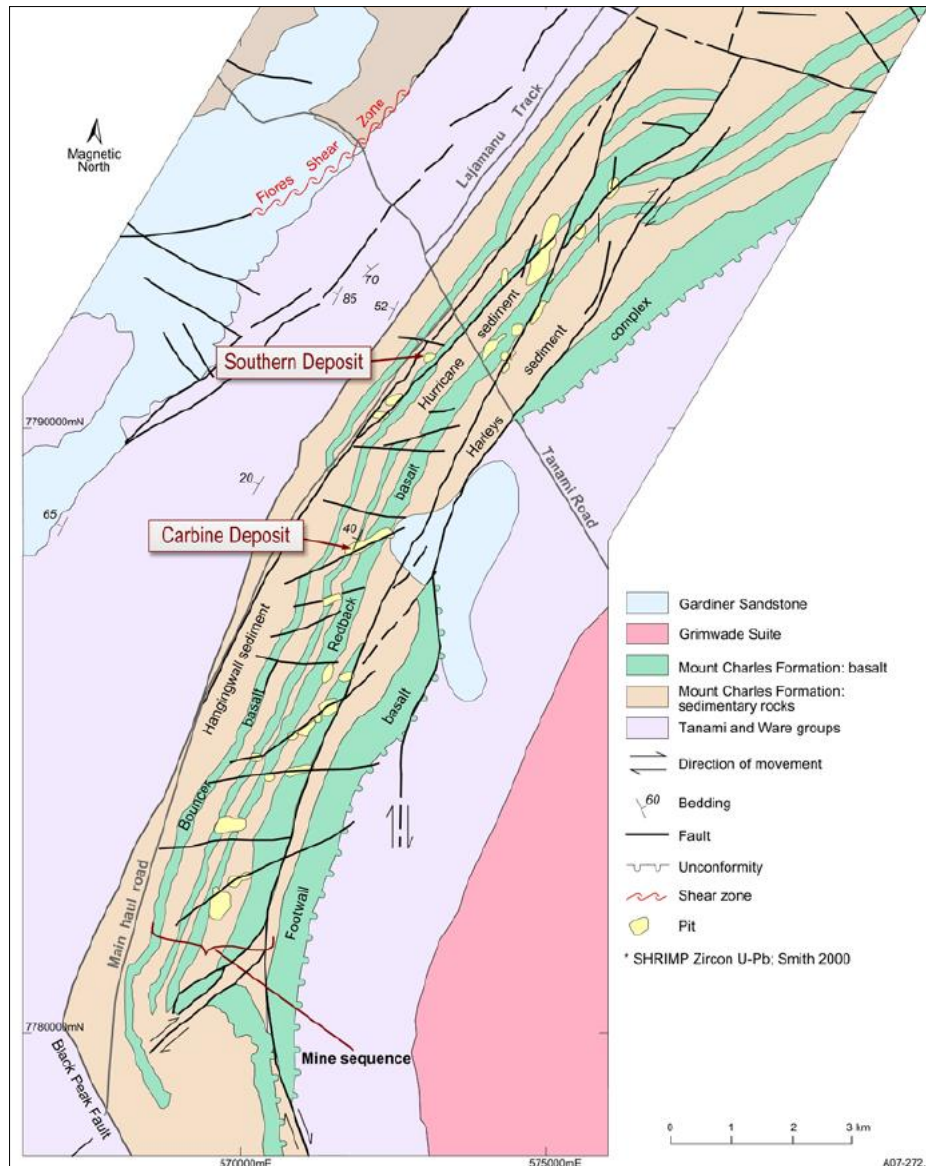 Magnetic
North
Flores Shear Zone
Lajamanu Track
70
85
52
Southern Deposit
sediment
complex
Hurricane
sediment
7790000mN
Harleys
basalt
Tanami Road
20
65
40
Carbine Deposit
Hangingwall sediment
Redback
basalt
basalt
Bouncer
Main haul road
Footwall
778000mN
Mine sequence
Black Peak Fault
570000mE
575000mE
Gardiner Sandstone
Grimwade Suite
Mount Charles Formation: basalt
Mount Charles Formation:
sedimentary rocks
Tanami and Ware groups
Direction of movement
60
Bedding
Fault
Unconformity
Shear zone
Pit
* SHRIMP Zircon U-Pb: Smith 2000
0 1 2 3 km
A07-272